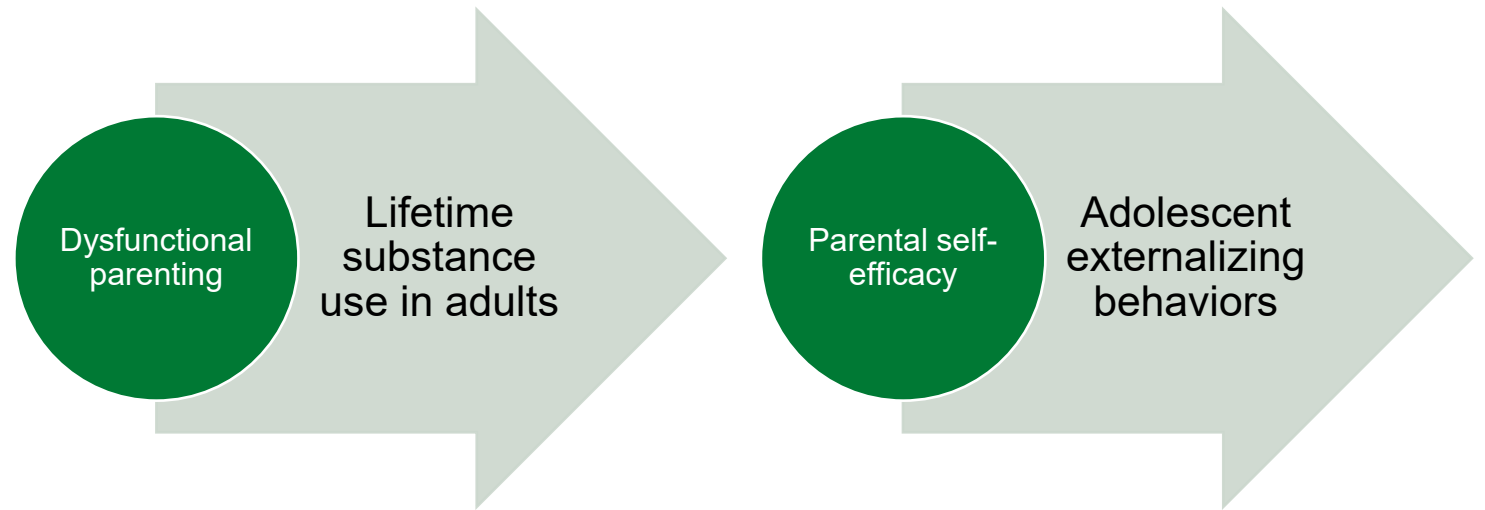 Dysfunctional
parenting
Lifetime
substance
use in adults
Parental self-
efficacy
Adolescent
externalizing
behaviors